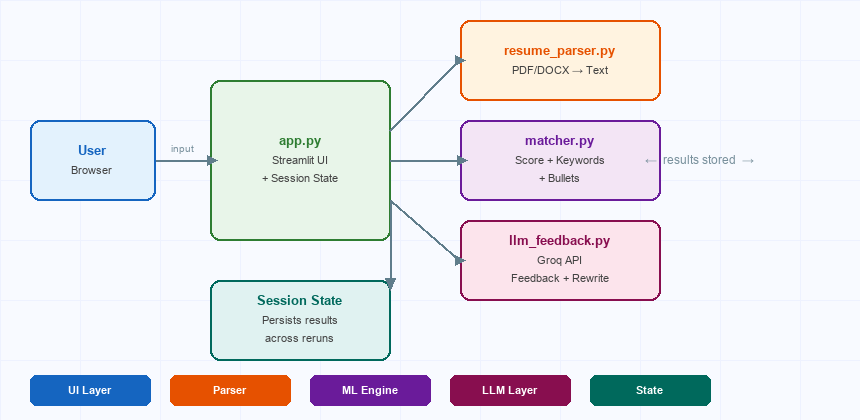 User
Browser
input
app.py
Streamlit UI
+ Session State
resume_parser.py
PDF/DOCX → Text
matcher.py
Score + Keywords
+ Bullets
← results stored →
llm_feedback.py
Groq API
Feedback + Rewrite
Session State
Persists results
across reruns
UI Layer
Parser
ML Engine
LLM Layer
State